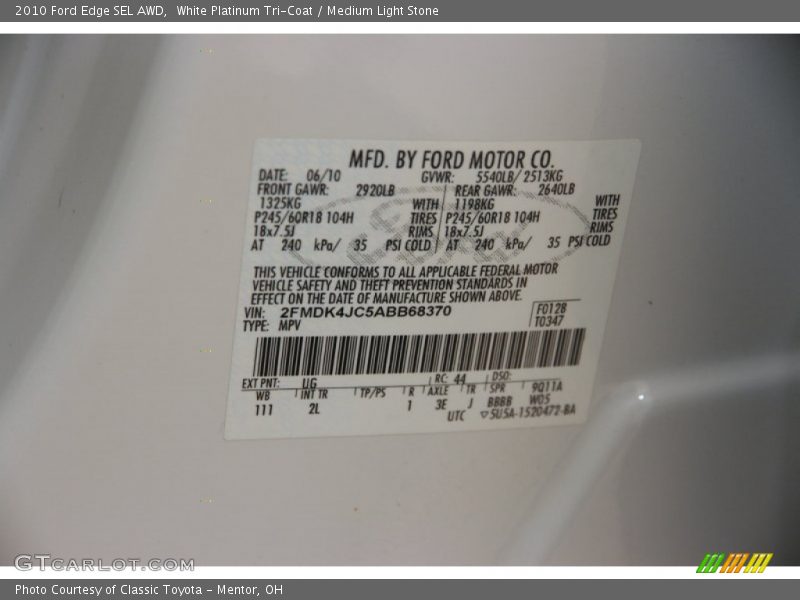 2010 Ford Edge SEL AWD, White Platinum Tri-Coat / Medium Light Stone
MFD. BY FORD MOTOR CO.
DATE: 06/10 GVWR: 5540LB/ 2513KG
FRONT GAWR: 2920LB REAR GAWR: 2640LB
1325KG WITH 1198KG WITH
P245/60R18 104H TIRES P245/60R18 104H TIRES
18x7.5J RIMS 18x7.5J RIMS
AT 240 kPa/ 35 PSI COLD AT 240 kPa/ 35 PSI COLD
THIS VEHICLE CONFORMS TO ALL APPLICABLE FEDERAL MOTOR
VEHICLE SAFETY AND THEFT PREVENTION STANDARDS IN
EFFECT ON THE DATE OF MANUFACTURE SHOWN ABOVE.
VIN: 2FMDK4JC5ABB68370 F0128
TYPE: MPV T0347
EXT PNT: UG RC: 44 DSO:
WB INT TR TP/PS R AXLE TR SPR 9Q11A
111 2L 1 3E J BBBB W05
UTC ▽5U5A-1520472-BA
GTCARLOT.COM
Photo Courtesy of Classic Toyota - Mentor, OH